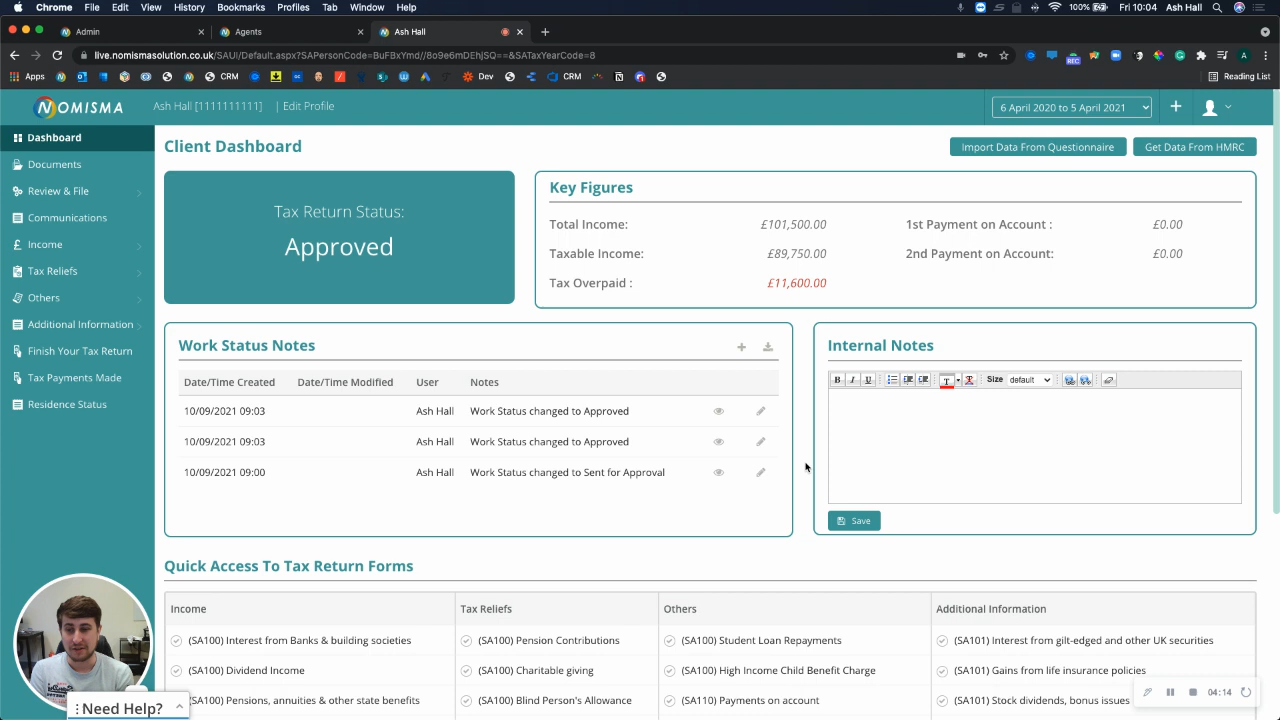 Chrome File Edit View History Bookmarks Profiles Tab Window Help 100% Fri 10:04 Ash Hall
Admin × Agents × Ash Hall × +
live.nomismasolution.co.uk/SAUI/Default.aspx?SAPersonCode=BuFBxYmd//8o9e6mDEhjSQ==&SATaxYearCode=8
Apps CRM Dev CRM Reading List
NOMISMA Ash Hall [1111111111] | Edit Profile 6 April 2020 to 5 April 2021 +
Dashboard
Documents
Review & File
Communications
Income
Tax Reliefs
Others
Additional Information
Finish Your Tax Return
Tax Payments Made
Residence Status
Client Dashboard Import Data From Questionnaire Get Data From HMRC
Tax Return Status:
Approved
Key Figures
Total Income: £101,500.00 1st Payment on Account : £0.00
Taxable Income: £89,750.00 2nd Payment on Account: £0.00
Tax Overpaid : £11,600.00
Work Status Notes
Date/Time Created Date/Time Modified User Notes
10/09/2021 09:03 Ash Hall Work Status changed to Approved
10/09/2021 09:03 Ash Hall Work Status changed to Approved
10/09/2021 09:00 Ash Hall Work Status changed to Sent for Approval
Internal Notes
B I U T Size default
Save
Quick Access To Tax Return Forms
Income Tax Reliefs Others Additional Information
(SA100) Interest from Banks & building societies (SA100) Pension Contributions (SA100) Student Loan Repayments (SA101) Interest from gilt-edged and other UK securities
(SA100) Dividend Income (SA100) Charitable giving (SA100) High Income Child Benefit Charge (SA101) Gains from life insurance policies
(SA100) Pensions, annuities & other state benefits (SA100) Blind Person's Allowance (SA110) Payments on account (SA101) Stock dividends, bonus issues
Need Help?
04:14